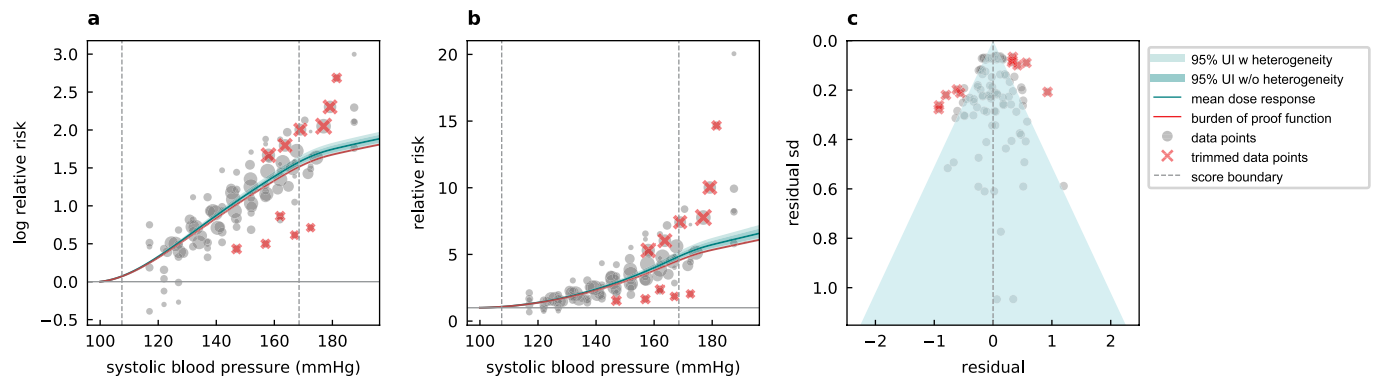 a
b
c
3.0
2.5
2.0
1.5
1.0
0.5
0.0
−0.5
log relative risk
100 120 140 160 180
systolic blood pressure (mmHg)
20
15
10
5
0
relative risk
100 120 140 160 180
systolic blood pressure (mmHg)
0.0
0.2
0.4
0.6
0.8
1.0
residual sd
−2 −1 0 1 2
residual
95% UI w heterogeneity
95% UI w/o heterogeneity
mean dose response
burden of proof function
data points
trimmed data points
score boundary